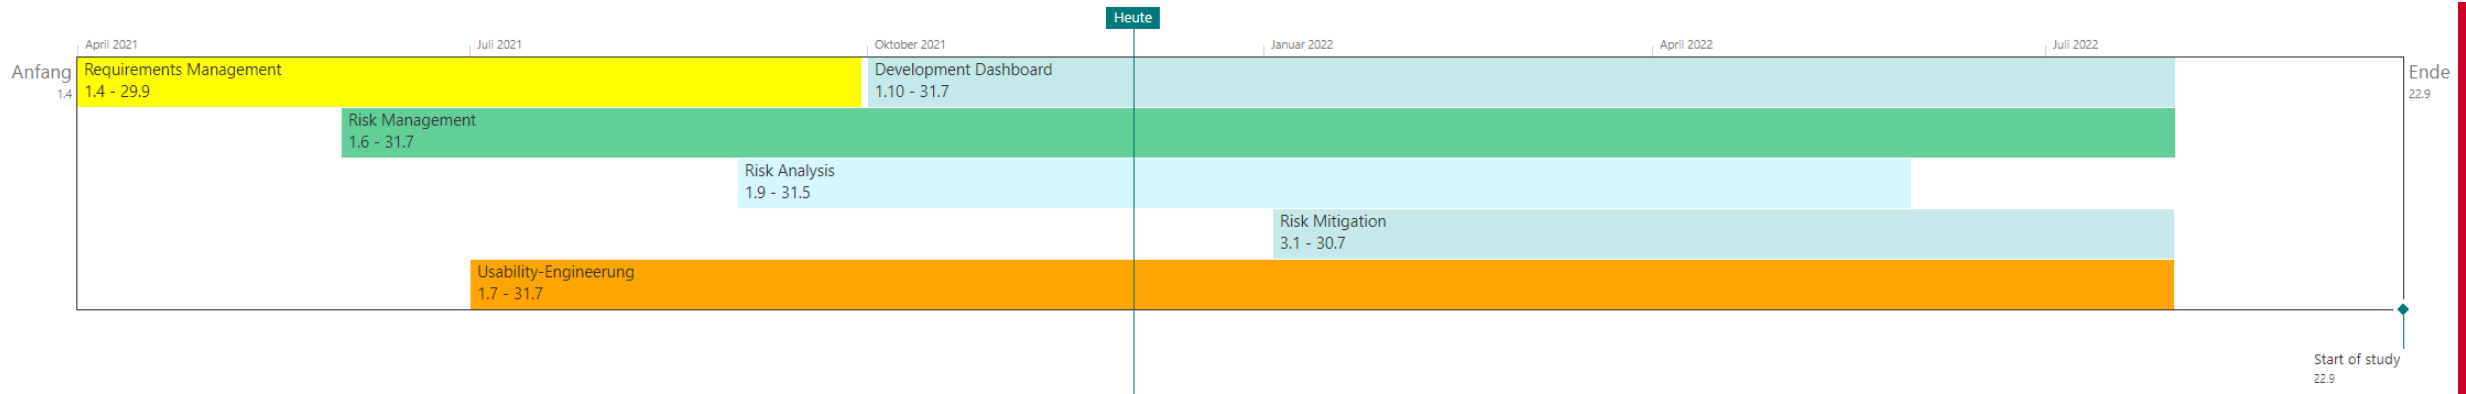 Heute
April 2021
Juli 2021
Oktober 2021
Januar 2022
April 2022
Juli 2022
Anfang
1.4
Requirements Management
1.4 - 29.9
Development Dashboard
1.10 - 31.7
Ende
22.9
Risk Management
1.6 - 31.7
Risk Analysis
1.9 - 31.5
Risk Mitigation
3.1 - 30.7
Usability-Engineerung
1.7 - 31.7
Start of study
22.9